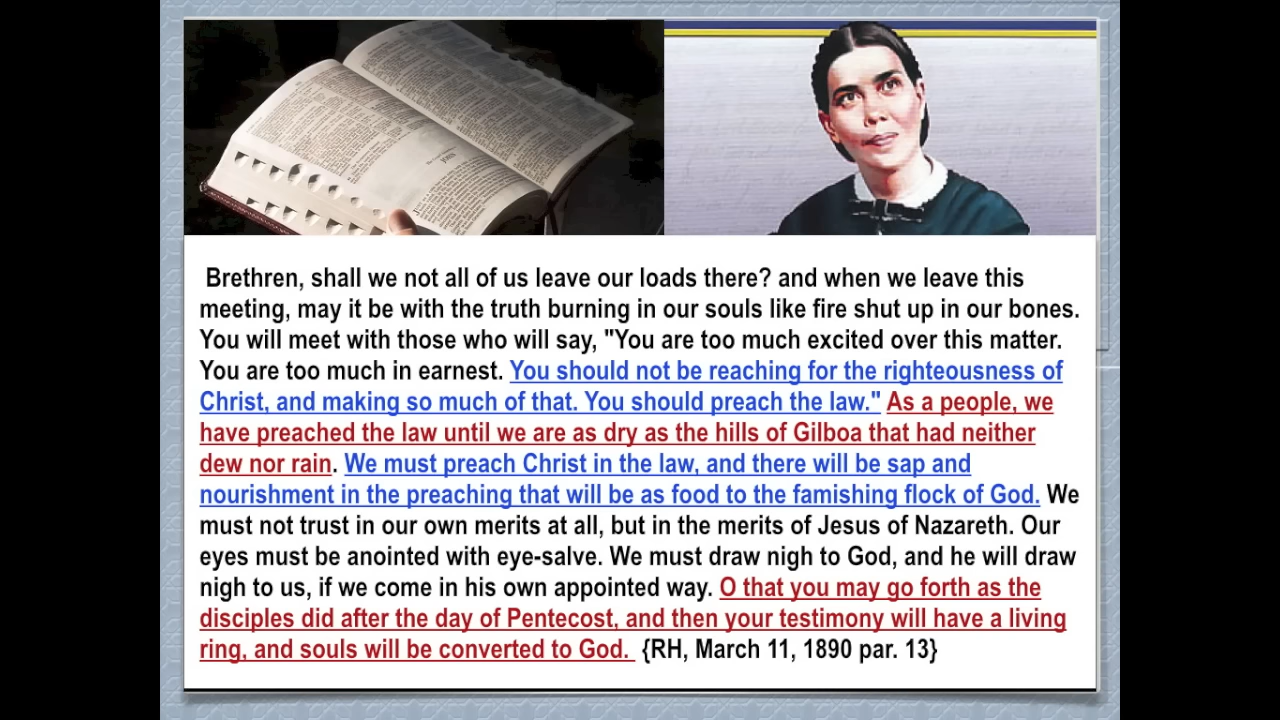 Brethren, shall we not all of us leave our loads there? and when we leave this
meeting, may it be with the truth burning in our souls like fire shut up in our bones.
You will meet with those who will say, "You are too much excited over this matter.
You are too much in earnest. You should not be reaching for the righteousness of
Christ, and making so much of that. You should preach the law." As a people, we
have preached the law until we are as dry as the hills of Gilboa that had neither
dew nor rain. We must preach Christ in the law, and there will be sap and
nourishment in the preaching that will be as food to the famishing flock of God. We
must not trust in our own merits at all, but in the merits of Jesus of Nazareth. Our
eyes must be anointed with eye-salve. We must draw nigh to God, and he will draw
nigh to us, if we come in his own appointed way. O that you may go forth as the
disciples did after the day of Pentecost, and then your testimony will have a living
ring, and souls will be converted to God. {RH, March 11, 1890 par. 13}